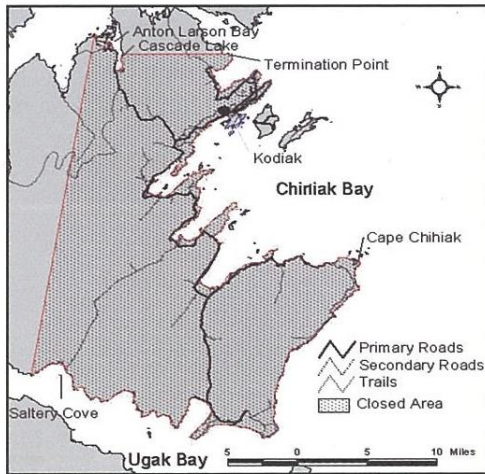 Anton Larson Bay
Cascade Lake
Termination Point
N
W
E
S
Kodiak
Chiniak Bay
Cape Chihiak
Primary Roads
Secondary Roads
Trails
Closed Area
Saltery Cove
Ugak Bay
5 0 5 10 Miles